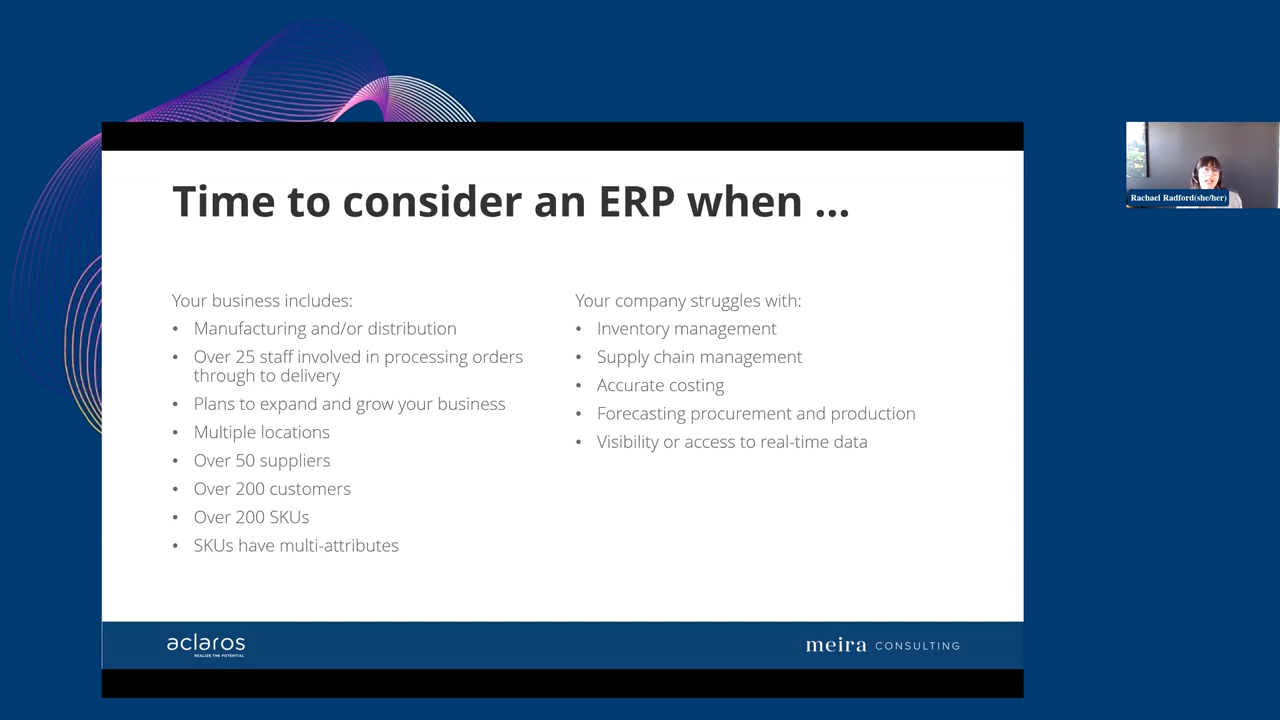 Time to consider an ERP when ...
Your business includes:
• Manufacturing and/or distribution
• Over 25 staff involved in processing orders
through to delivery
• Plans to expand and grow your business
• Multiple locations
• Over 50 suppliers
• Over 200 customers
• Over 200 SKUs
• SKUs have multi-attributes
Your company struggles with:
• Inventory management
• Supply chain management
• Accurate costing
• Forecasting procurement and production
• Visibility or access to real-time data
Rachael Radford(she/her)
aclaros
REALIZE THE POTENTIAL
meira CONSULTING